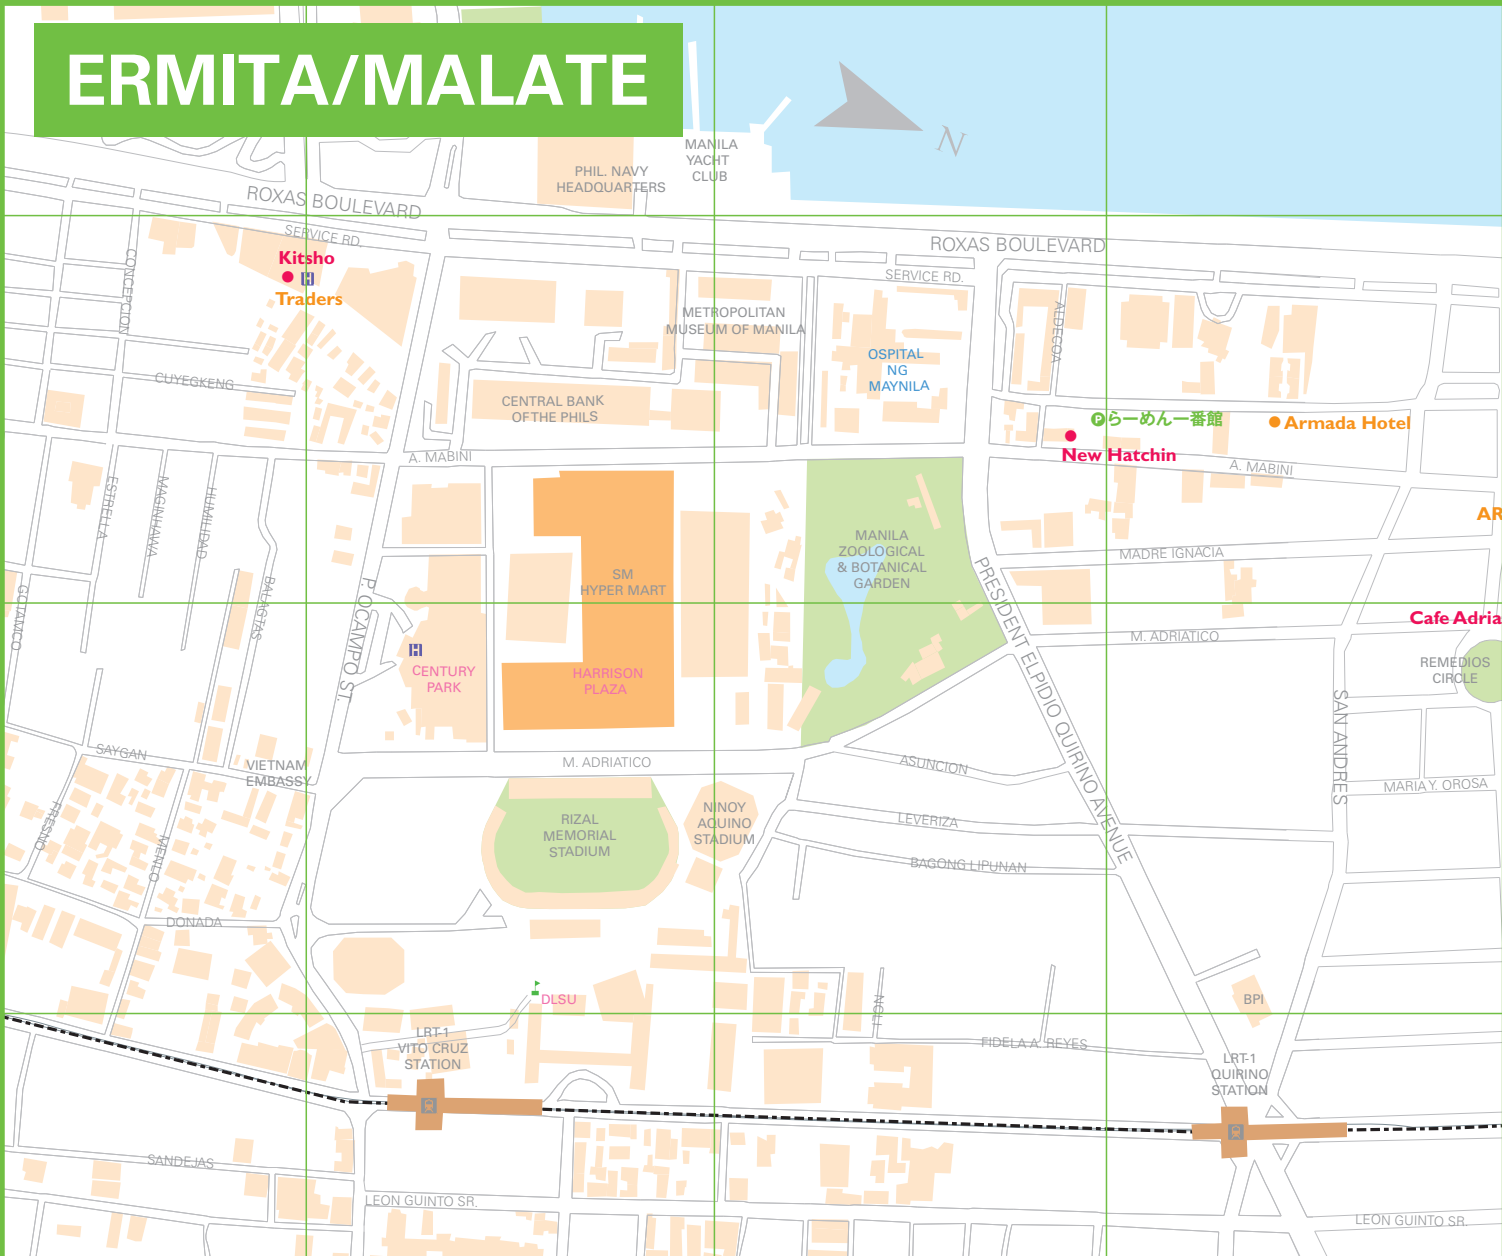 ERMITA/MALATE
N
MANILA
YACHT
CLUB
PHIL. NAVY
HEADQUARTERS
ROXAS BOULEVARD
SERVICE RD.
ROXAS BOULEVARD
SERVICE RD.
Kitsho
H
Traders
CONCEPCION
CUYEGKENG
METROPOLITAN
MUSEUM OF MANILA
OSPITAL
NG
MAYNILA
ALDECOA
CENTRAL BANK
OF THE PHILS
P らーめん一番館
Armada Hotel
New Hatchin
A. MABINI
A. MABINI
ESTRELLA
MAGINHAWA
HUMILIDAD
BALAGTAS
GOTAMCO
P. OCAMPO ST.
AR
MANILA
ZOOLOGICAL
& BOTANICAL
GARDEN
MADRE IGNACIA
SM
HYPER MART
PRESIDENT ELPIDIO QUIRINO AVENUE
Cafe Adria
M. ADRIATICO
H
CENTURY
PARK
HARRISON
PLAZA
REMEDIOS
CIRCLE
SAN ANDRES
SAYGAN
VIETNAM
EMBASSY
M. ADRIATICO
ASUNCION
MARIA Y. OROSA
FRESNO
MENLO
RIZAL
MEMORIAL
STADIUM
NINOY
AQUINO
STADIUM
LEVERIZA
BAGONG LIPUNAN
DONADA
DLSU
NGLI
BPI
LRT-1
VITO CRUZ
STATION
FIDELA A. REYES
LRT-1
QUIRINO
STATION
SANDEJAS
LEON GUINTO SR.
LEON GUINTO SR.